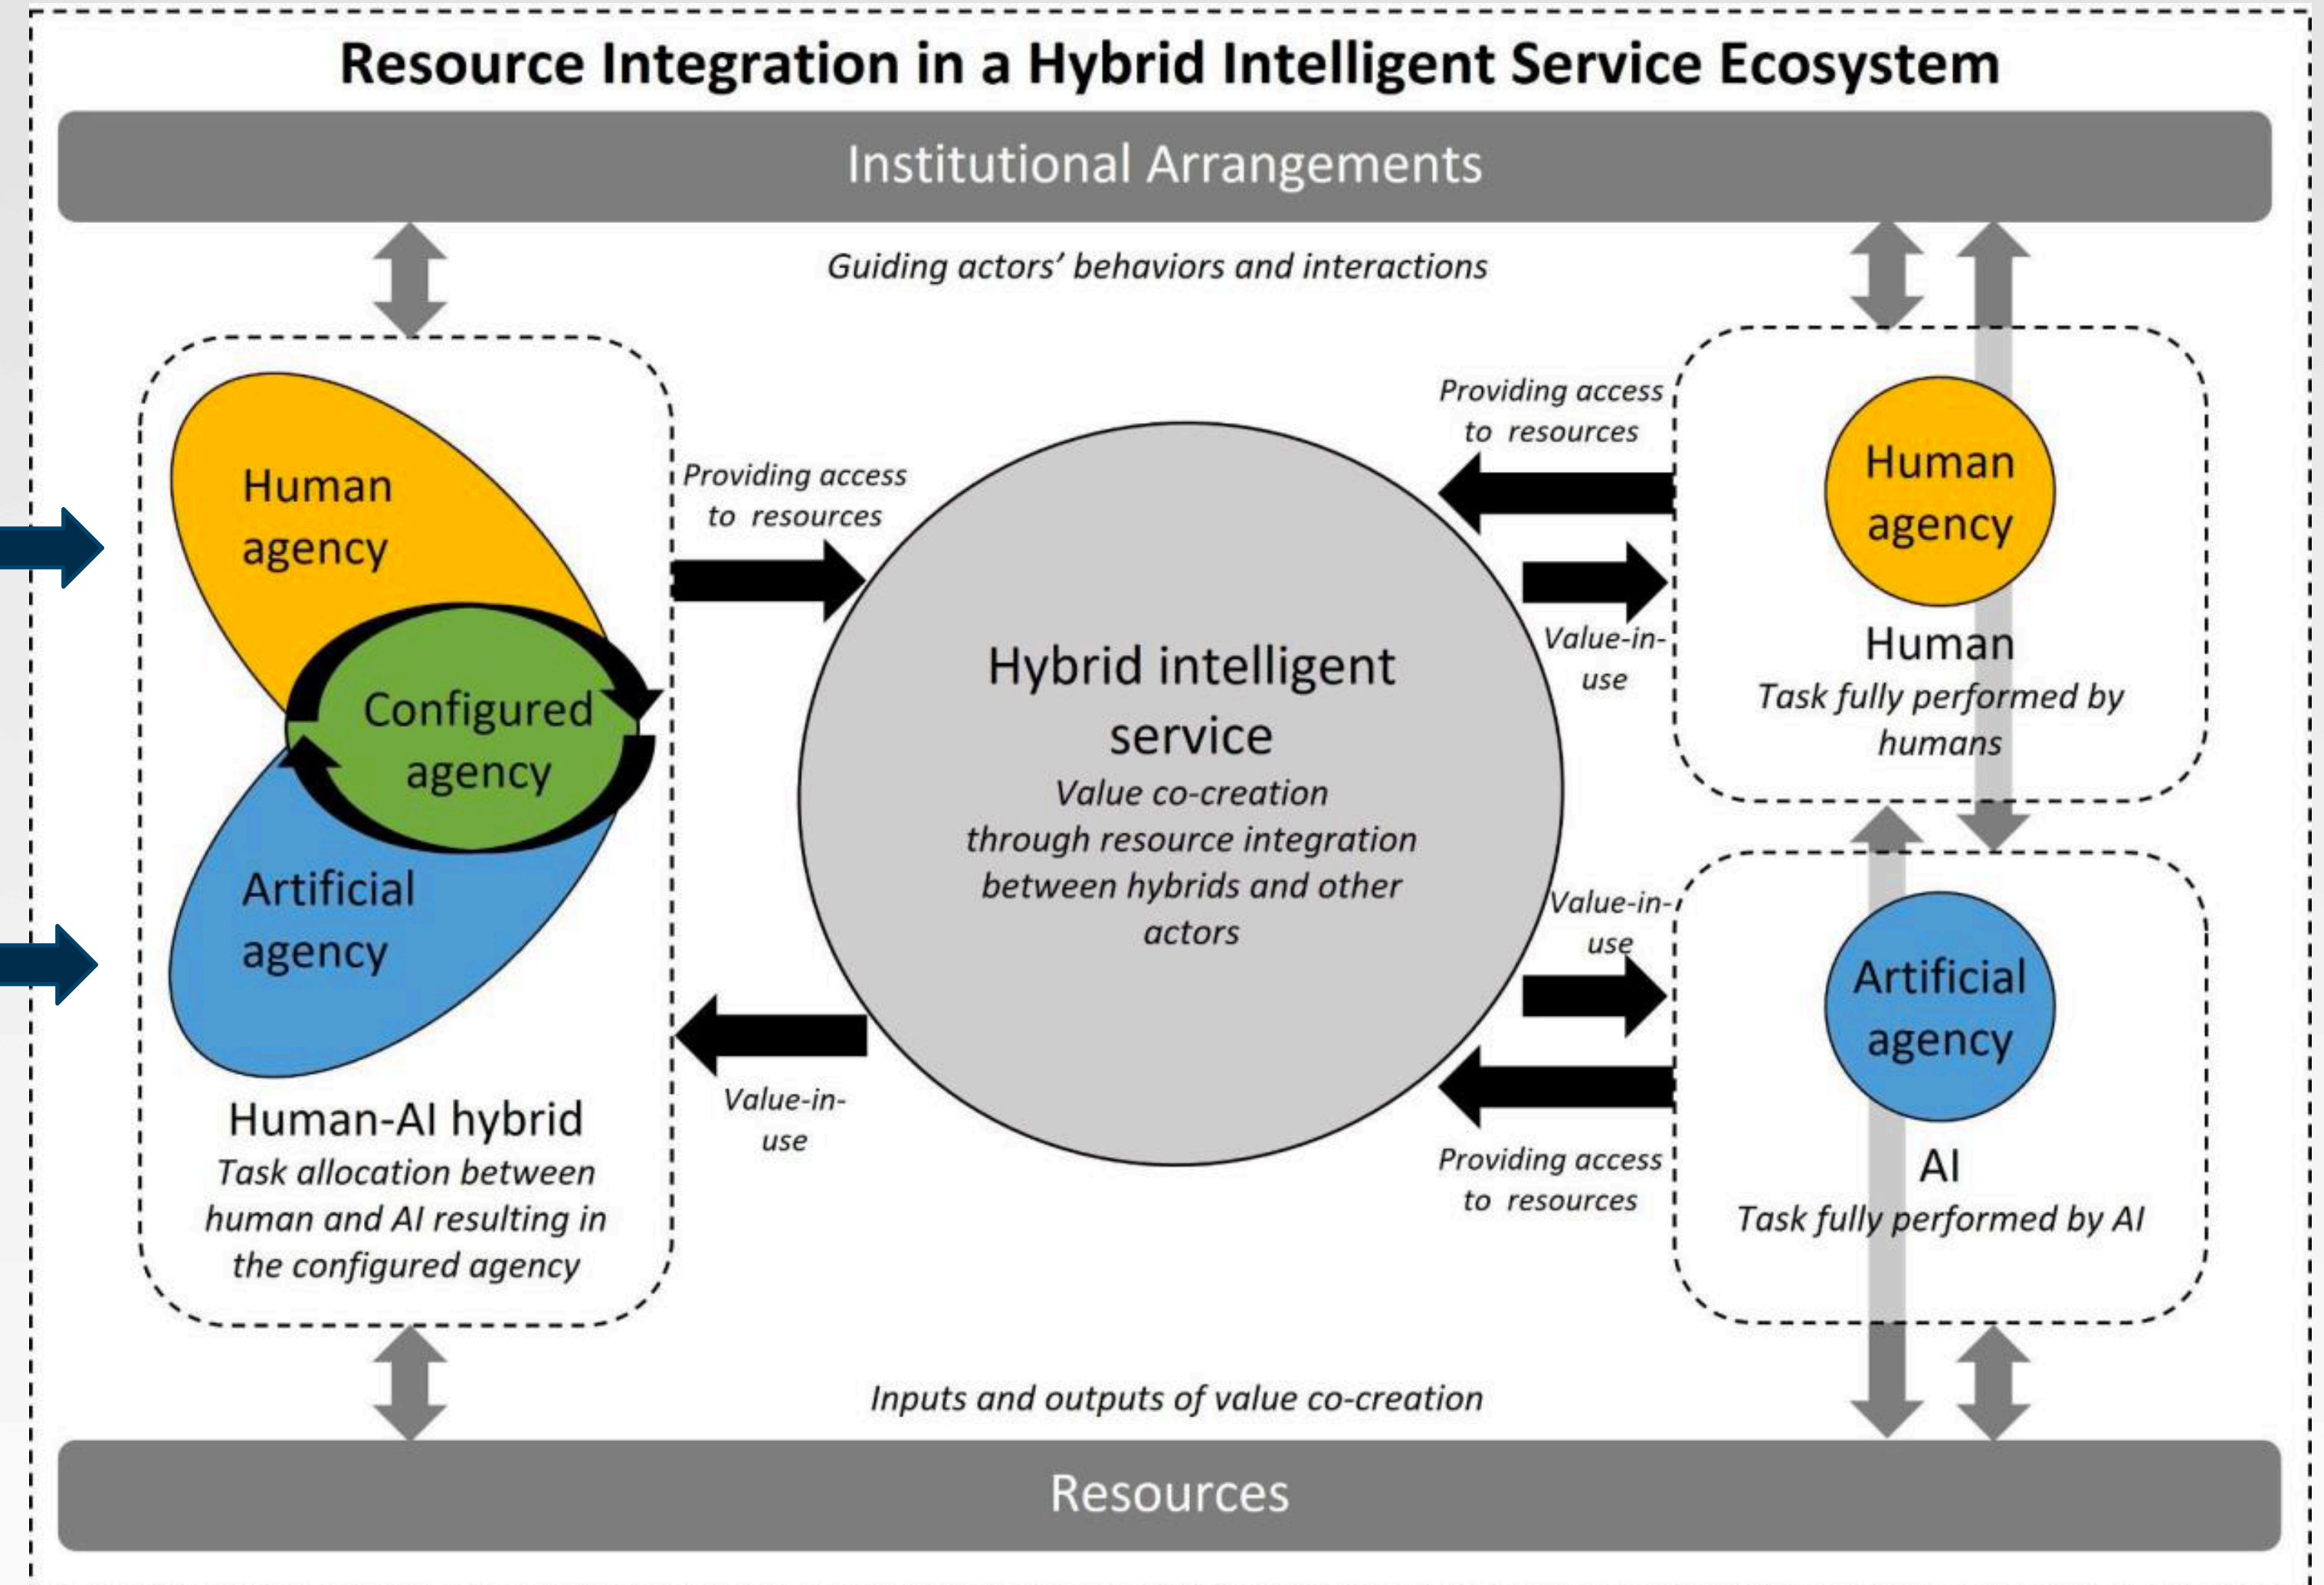 Resource Integration in a Hybrid Intelligent Service Ecosystem
Institutional Arrangements
Guiding actors’ behaviors and interactions
Human
agency
Configured
agency
Artificial
agency
Human-AI hybrid
Task allocation between
human and AI resulting in
the configured agency
Providing access
to resources
Value-in-
use
Hybrid intelligent
service
Value co-creation
through resource integration
between hybrids and other
actors
Providing access
to resources
Value-in-
use
Human
agency
Human
Task fully performed by
humans
Value-in-
use
Providing access
to resources
Artificial
agency
AI
Task fully performed by AI
Inputs and outputs of value co-creation
Resources